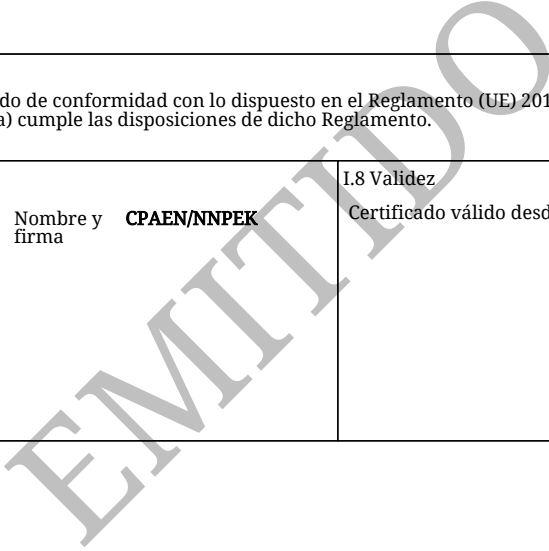 do de conformidad con lo dispuesto en el Reglamento (UE) 201
a) cumple las disposiciones de dicho Reglamento.
I.8 Validez
Nombre y CPAEN/NNPEK
firma
Certificado válido desd
EMITIDO